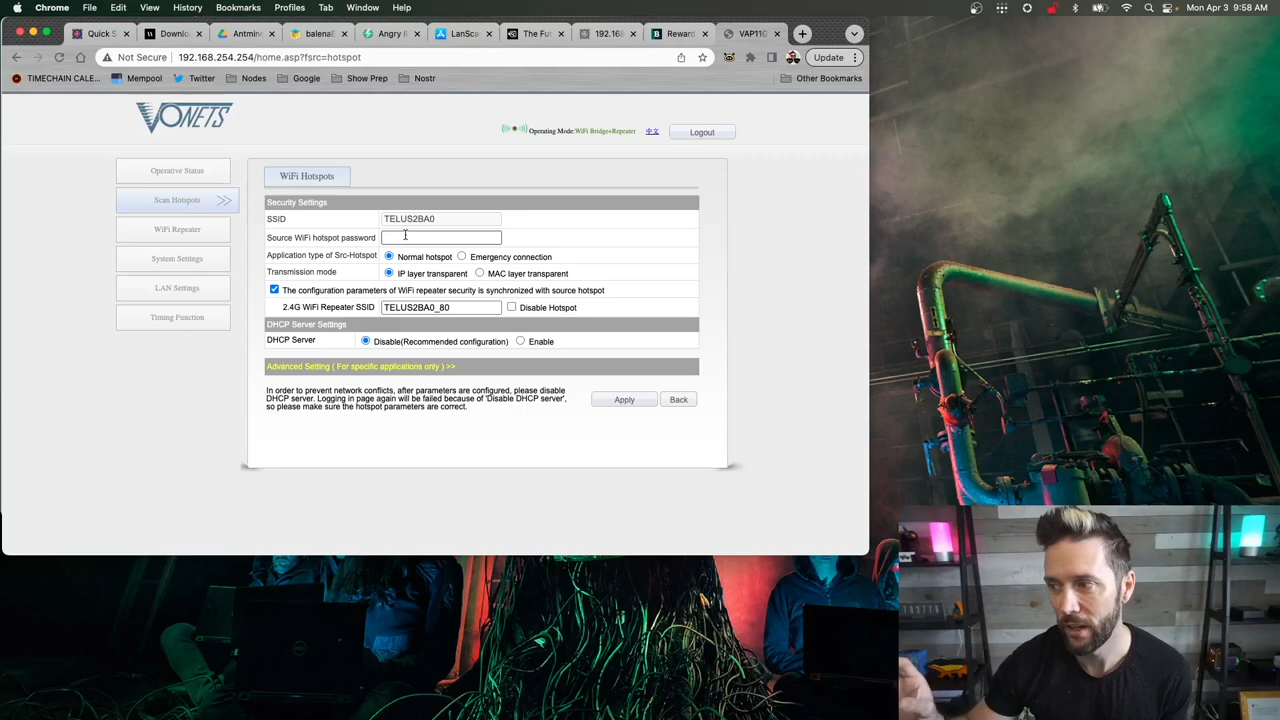 Chrome File Edit View History Bookmarks Profiles Tab Window Help Mon Apr 3 9:58 AM
Quick S Downlo Antmine balenaE Angry I LanSca The Fut 192.168 Reward VAP11G
Not Secure 192.168.254.254/home.asp?fsrc=hotspot Update
TIMECHAIN CALE... Mempool Twitter Nodes Google Show Prep Nostr Other Bookmarks
VONETS
Operating Mode:WiFi Bridge+Repeater 中文 Logout
Operative Status
Scan Hotspots
WiFi Repeater
System Settings
LAN Settings
Timing Function
WiFi Hotspots
Security Settings
SSID TELUS2BA0
Source WiFi hotspot password
Application type of Src-Hotspot Normal hotspot Emergency connection
Transmission mode IP layer transparent MAC layer transparent
The configuration parameters of WiFi repeater security is synchronized with source hotspot
2.4G WiFi Repeater SSID TELUS2BA0_80 Disable Hotspot
DHCP Server Settings
DHCP Server Disable(Recommended configuration) Enable
Advanced Setting ( For specific applications only ) >>
In order to prevent network conflicts, after parameters are configured, please disable
DHCP server. Logging in page again will be failed because of 'Disable DHCP server',
so please make sure the hotspot parameters are correct.
Apply Back